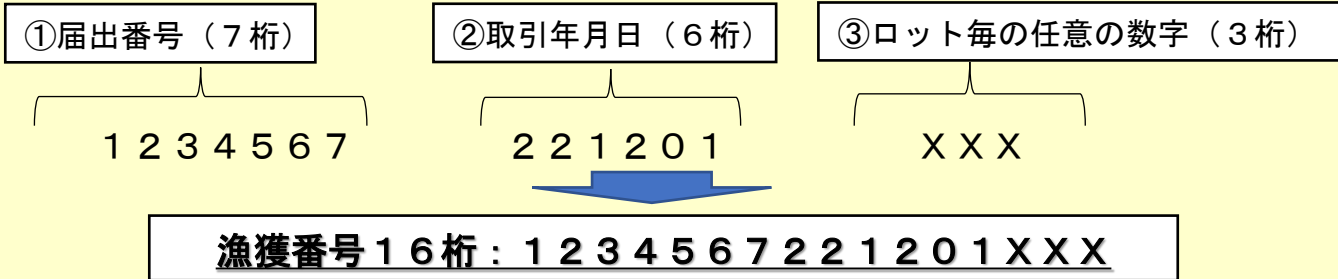 ①届出番号（７桁） ②取引年月日（６桁） ③ロット毎の任意の数字（３桁）
１２３４５６７ ２２１２０１ ＸＸＸ
漁獲番号１６桁：１２３４５６７２２１２０１ＸＸＸ